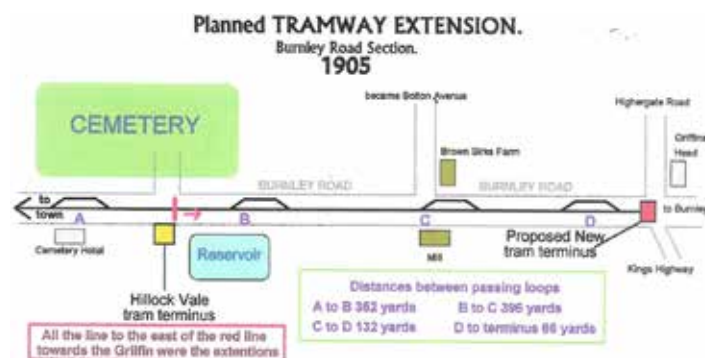 Planned TRAMWAY EXTENSION.
Burnley Road Section.
1905
became Bolton Avenue
Highergate Road
CEMETERY
Brown Birks Farm
Griffins
Head
BURNLEY ROAD
BURNLEY ROAD
to
town
A
B
C
D
to Burnley
Cemetery Hotel
Reservoir
Mill
Proposed New
tram terminus
Kings Highway
Hillock Vale
tram terminus
Distances between passing loops
A to B 362 yards
B to C 396 yards
C to D 132 yards
D to terminus 66 yards
All the line to the east of the red line
towards the Griffin were the extentions